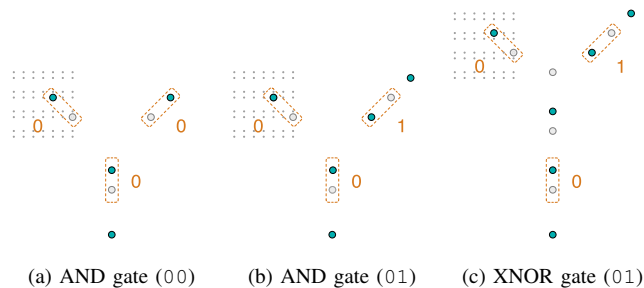 0 0 0 1 0 1
0 0 0
(a) AND gate (00) (b) AND gate (01) (c) XNOR gate (01)